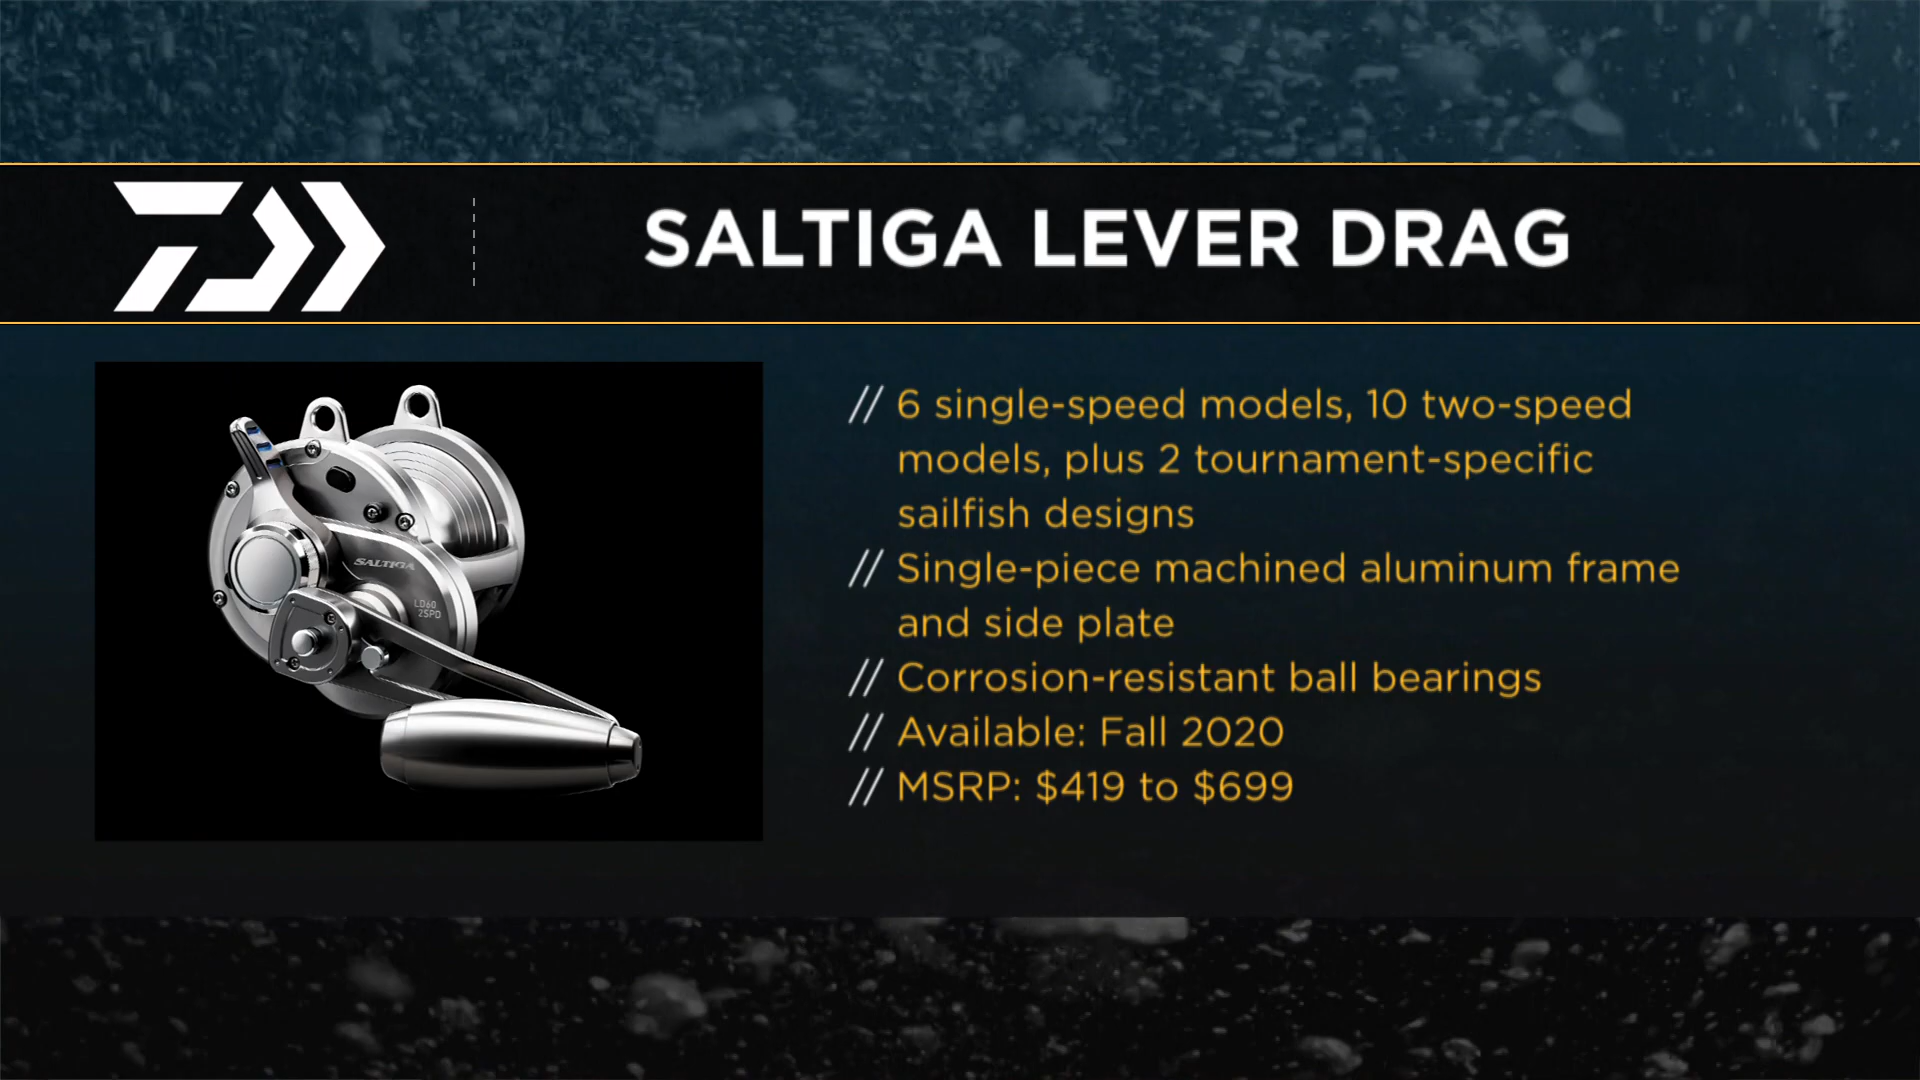 SALTIGA LEVER DRAG
SALTIGA
LD60
2SPD
// 6 single-speed models, 10 two-speed
models, plus 2 tournament-specific
sailfish designs
// Single-piece machined aluminum frame
and side plate
// Corrosion-resistant ball bearings
// Available: Fall 2020
// MSRP: $419 to $699